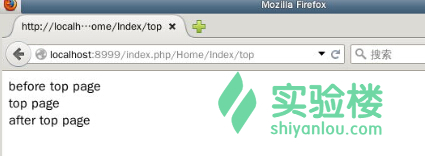 Mozilla Firefox
http://localh···ome/Index/top
localhost:8999/index.php/Home/Index/top
搜索
before top page
top page
after top page
实验楼
shiyanlou.com